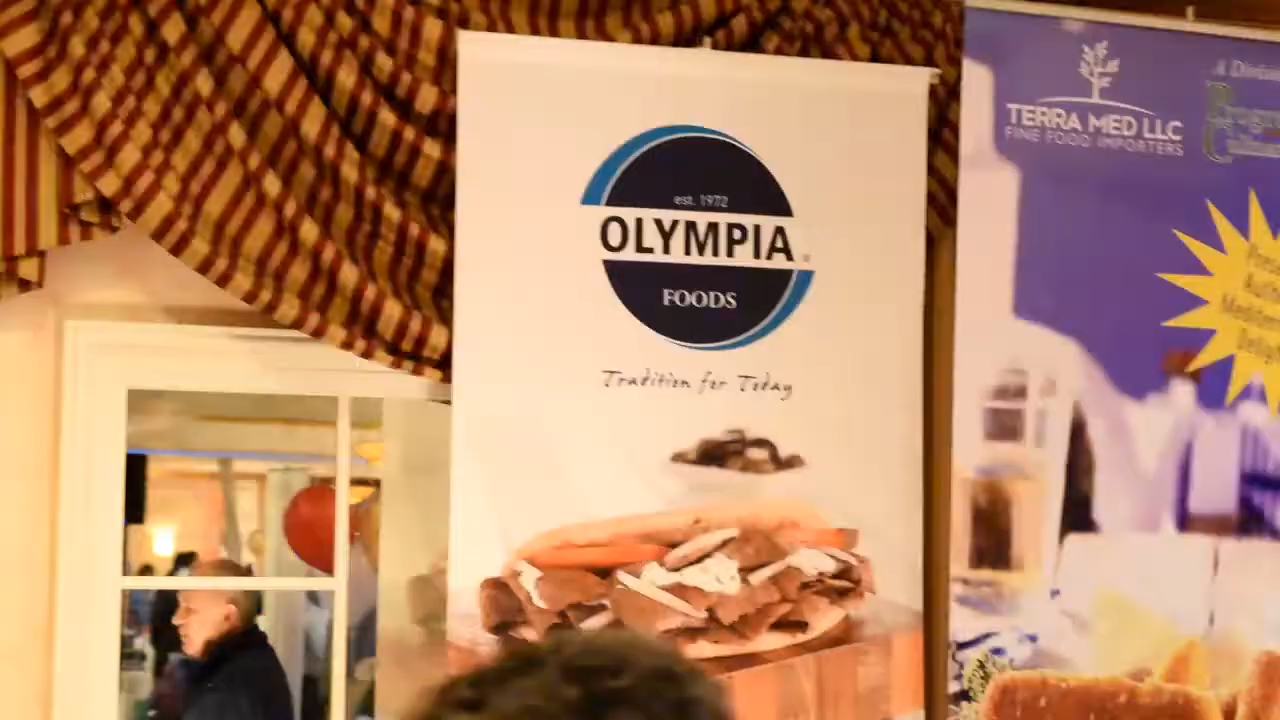 est. 1972
OLYMPIA
FOODS
Tradition for Today
TERRA MED LLC
FINE FOOD IMPORTERS
A